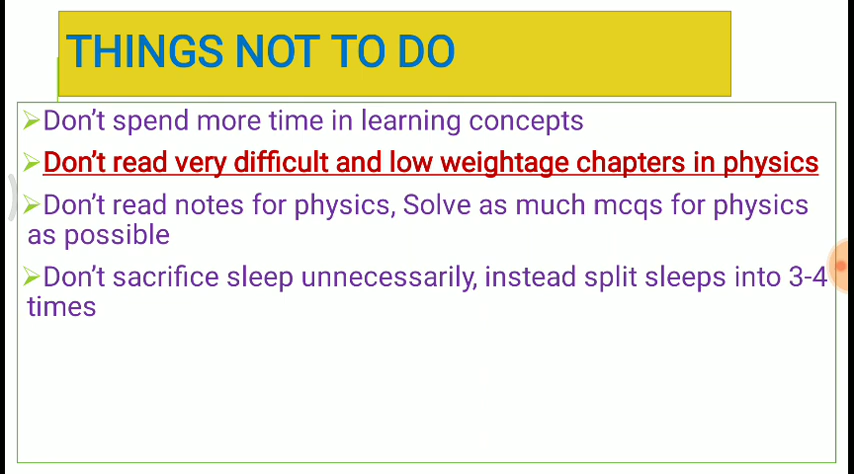 THINGS NOT TO DO
➢Don't spend more time in learning concepts
➢Don't read very difficult and low weightage chapters in physics
➢Don't read notes for physics, Solve as much mcqs for physics
as possible
➢Don't sacrifice sleep unnecessarily, instead split sleeps into 3-4
times